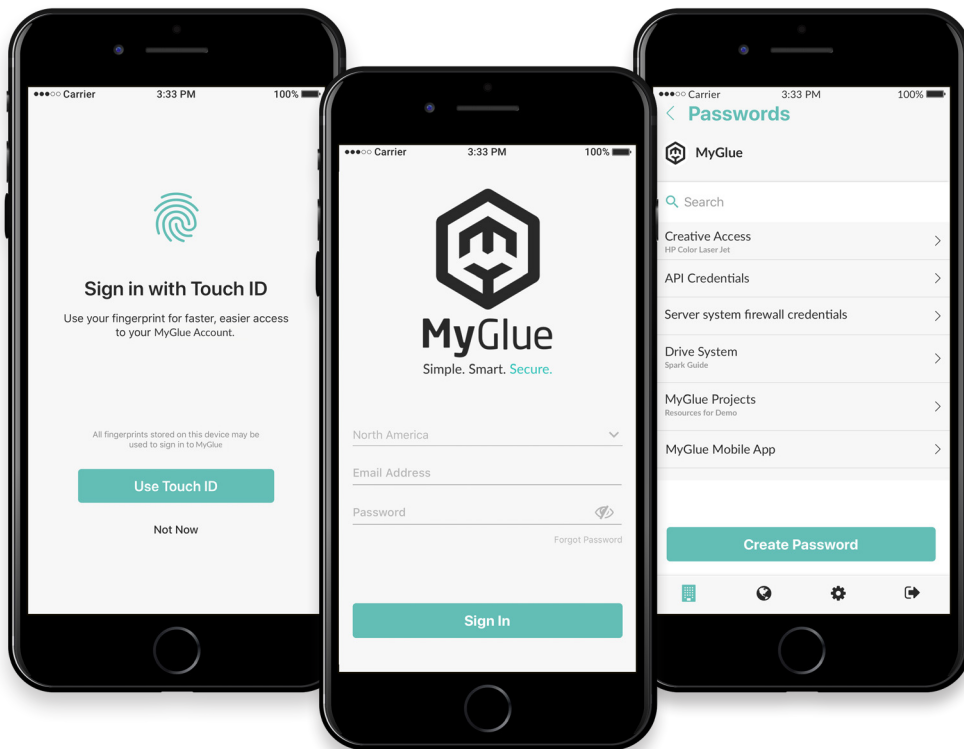 ●●●○○ Carrier 3:33 PM 100%
Sign in with Touch ID
Use your fingerprint for faster, easier access
to your MyGlue Account.
All fingerprints stored on this device may be
used to sign in to MyGlue
Use Touch ID
Not Now
●●●○○ Carrier 3:33 PM 100%
MyGlue
Simple. Smart. Secure.
North America
Email Address
Password
Forgot Password
Sign In
●●●○○ Carrier 3:33 PM 100%
Passwords
MyGlue
Search
Creative Access
HP Color Laser Jet
API Credentials
Server system firewall credentials
Drive System
Spark Guide
MyGlue Projects
Resources for Demo
MyGlue Mobile App
Create Password